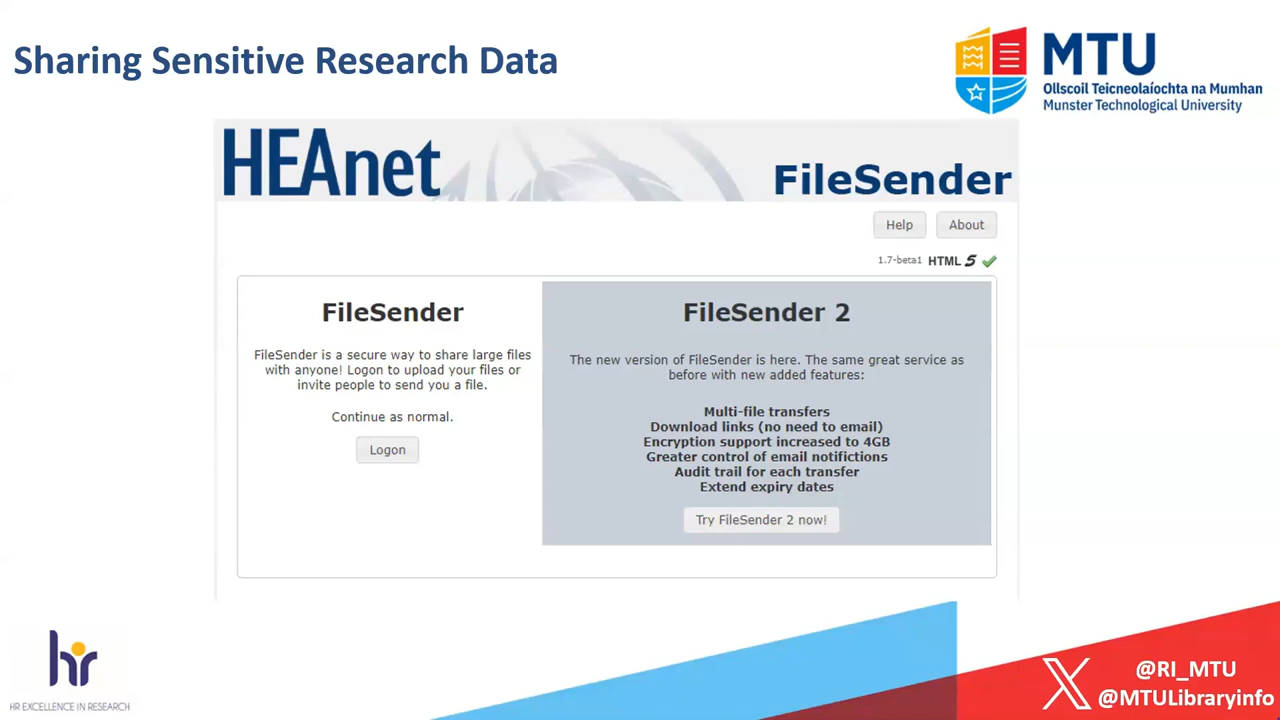 Sharing Sensitive Research Data
MTU
Ollscoil Teicneolaíochta na Mumhan
Munster Technological University
HEAnet
FileSender
Help
About
1.7-beta1 HTML 5
FileSender
FileSender is a secure way to share large files
with anyone! Logon to upload your files or
invite people to send you a file.
Continue as normal.
Logon
FileSender 2
The new version of FileSender is here. The same great service as
before with new added features:
Multi-file transfers
Download links (no need to email)
Encryption support increased to 4GB
Greater control of email notifictions
Audit trail for each transfer
Extend expiry dates
Try FileSender 2 now!
hr
HR EXCELLENCE IN RESEARCH
X
@RI_MTU
@MTULibraryinfo